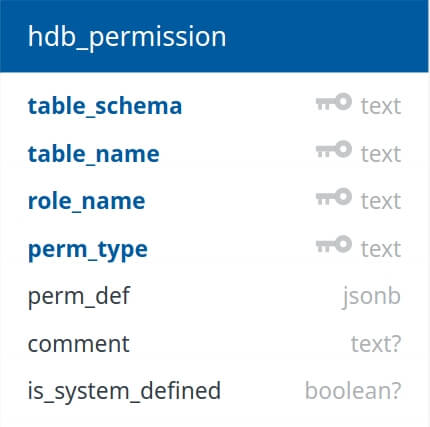 hdb_permission
table_schema text
table_name text
role_name text
perm_type text
perm_def jsonb
comment text?
is_system_defined boolean?